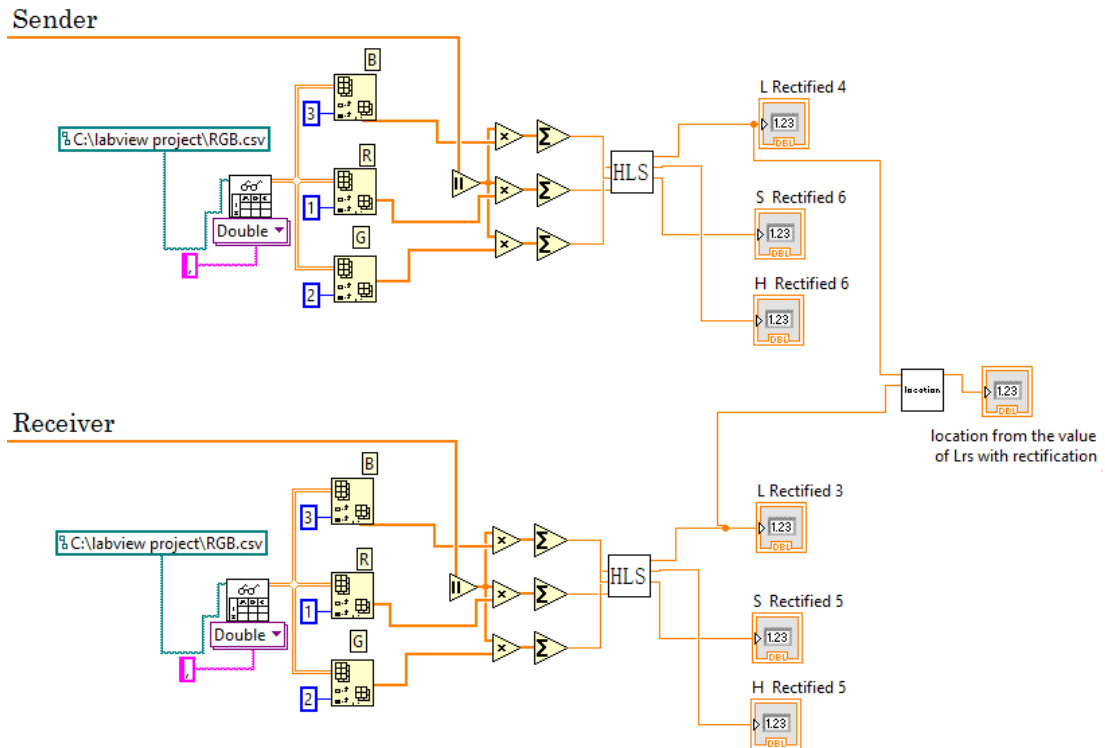 Sender
B
3
L Rectified 4
1.23
DBL
C:\labview project\RGB.csv
R
HLS
1
S Rectified 6
1.23
DBL
Double
G
,
2
H Rectified 6
1.23
DBL
location
1.23
DBL
location from the value
of Lrs with rectification
Receiver
B
3
L Rectified 3
1.23
DBL
C:\labview project\RGB.csv
R
HLS
1
S Rectified 5
1.23
DBL
Double
G
,
2
H Rectified 5
1.23
DBL